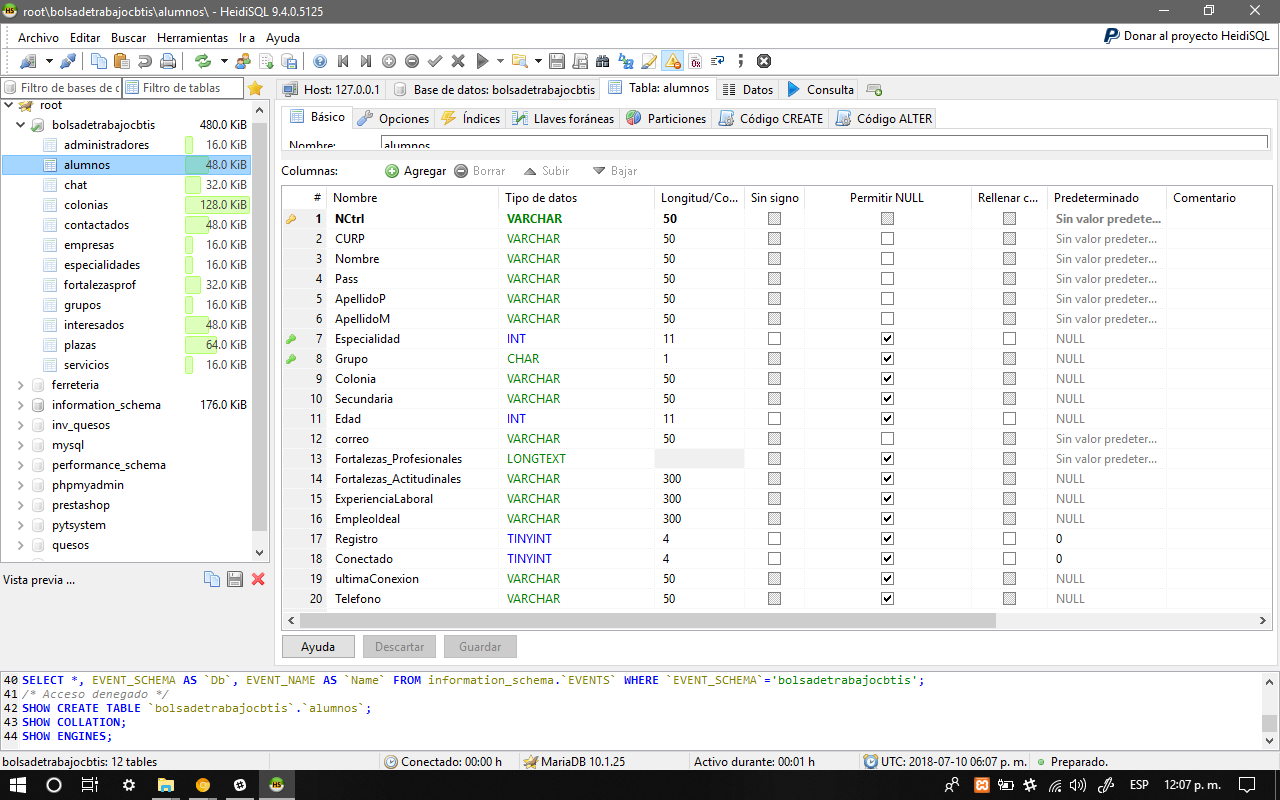 root\bolsadetrabajocbtis\alumnos\ - HeidiSQL 9.4.0.5125
Archivo Editar Buscar Herramientas Ir a Ayuda
Donar al proyecto HeidiSQL
Filtro de bases de d
Filtro de tablas
Host: 127.0.0.1 Base de datos: bolsadetrabajocbtis Tabla: alumnos Datos Consulta
root
bolsadetrabajocbtis 480.0 KiB
administradores 16.0 KiB
alumnos 48.0 KiB
chat 32.0 KiB
colonias 128.0 KiB
contactados 48.0 KiB
empresas 16.0 KiB
especialidades 16.0 KiB
fortalezasprof 32.0 KiB
grupos 16.0 KiB
interesados 48.0 KiB
plazas 64.0 KiB
servicios 16.0 KiB
ferreteria
information_schema 176.0 KiB
inv_quesos
mysql
performance_schema
phpmyadmin
prestashop
pytsystem
quesos
Vista previa ...
Básico Opciones Índices Llaves foráneas Particiones Código CREATE Código ALTER
Nombre: alumnos
Columnas: Agregar Borrar Subir Bajar
# Nombre Tipo de datos Longitud/Co... Sin signo Permitir NULL Rellenar c... Predeterminado Comentario
1 NCtrl VARCHAR 50 Sin valor predete...
2 CURP VARCHAR 50 Sin valor predeter...
3 Nombre VARCHAR 50 Sin valor predeter...
4 Pass VARCHAR 50 Sin valor predeter...
5 ApellidoP VARCHAR 50 Sin valor predeter...
6 ApellidoM VARCHAR 50 Sin valor predeter...
7 Especialidad INT 11 NULL
8 Grupo CHAR 1 NULL
9 Colonia VARCHAR 50 NULL
10 Secundaria VARCHAR 50 NULL
11 Edad INT 11 NULL
12 correo VARCHAR 50 Sin valor predeter...
13 Fortalezas_Profesionales LONGTEXT Sin valor predeter...
14 Fortalezas_Actitudinales VARCHAR 300 NULL
15 ExperienciaLaboral VARCHAR 300 NULL
16 EmpleoIdeal VARCHAR 300 NULL
17 Registro TINYINT 4 0
18 Conectado TINYINT 4 0
19 ultimaConexion VARCHAR 50 NULL
20 Telefono VARCHAR 50 NULL
Ayuda Descartar Guardar
40 SELECT *, EVENT_SCHEMA AS `Db`, EVENT_NAME AS `Name` FROM information_schema.`EVENTS` WHERE `EVENT_SCHEMA`='bolsadetrabajocbtis';
41 /* Acceso denegado */
42 SHOW CREATE TABLE `bolsadetrabajocbtis`.`alumnos`;
43 SHOW COLLATION;
44 SHOW ENGINES;
bolsadetrabajocbtis: 12 tables Conectado: 00:00 h MariaDB 10.1.25 Activo durante: 00:01 h UTC: 2018-07-10 06:07 p. m. Preparado.
ESP 12:07 p. m.